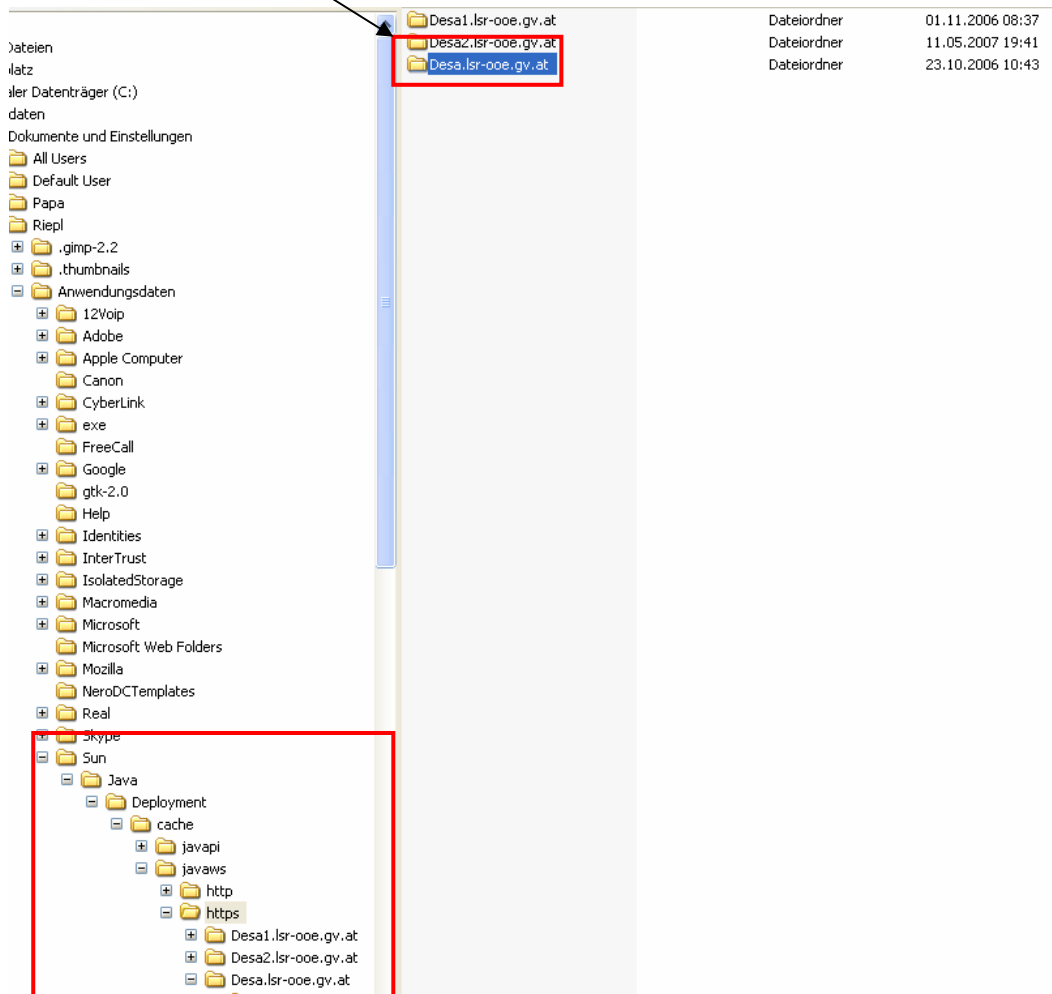 Desa1.lsr-ooe.gv.at Dateiordner 01.11.2006 08:37
Desa2.lsr-ooe.gv.at Dateiordner 11.05.2007 19:41
Desa.lsr-ooe.gv.at Dateiordner 23.10.2006 10:43
Dateien
latz
aler Datenträger (C:)
daten
Dokumente und Einstellungen
All Users
Default User
Papa
Riepl
.gimp-2.2
.thumbnails
Anwendungsdaten
12Voip
Adobe
Apple Computer
Canon
CyberLink
exe
FreeCall
Google
gtk-2.0
Help
Identities
InterTrust
IsolatedStorage
Macromedia
Microsoft
Microsoft Web Folders
Mozilla
NeroDCTemplates
Real
Skype
Sun
Java
Deployment
cache
javapi
javaws
http
https
Desa1.lsr-ooe.gv.at
Desa2.lsr-ooe.gv.at
Desa.lsr-ooe.gv.at